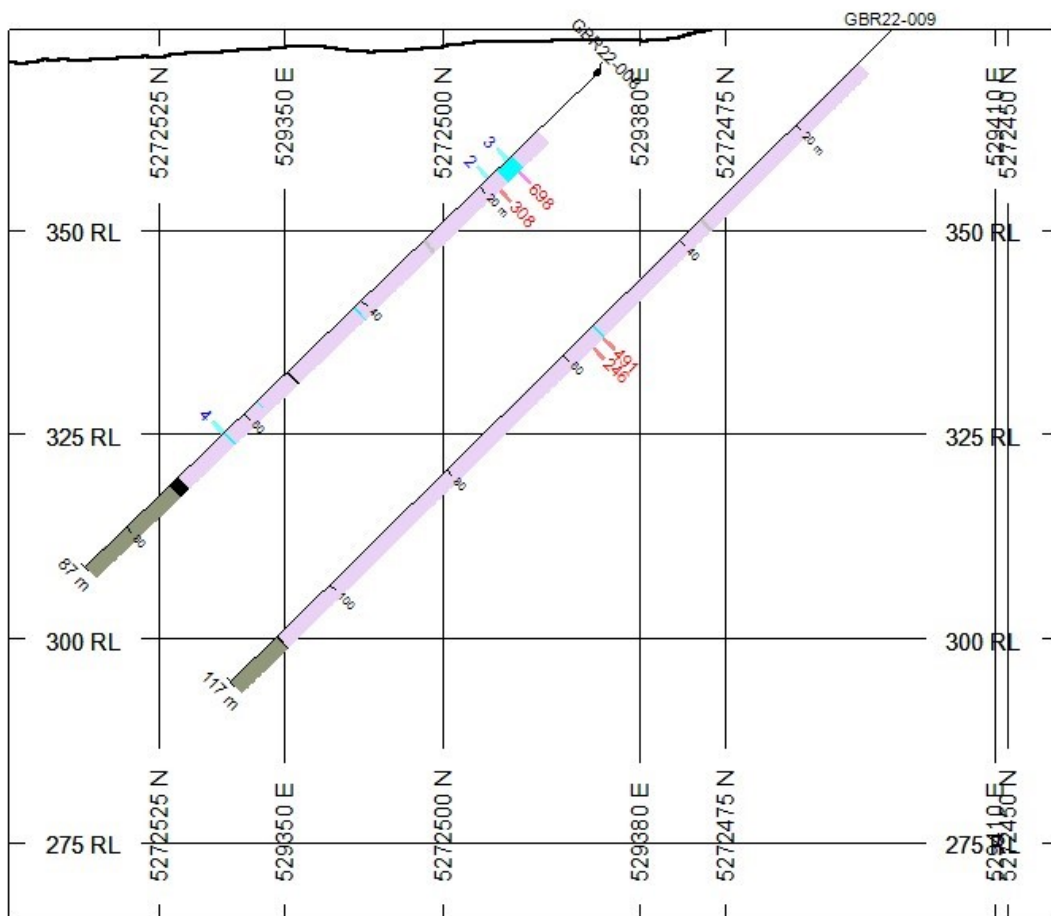 GBR22-009
GBR22-008
5272525 N
529350 E
5272500 N
529380 E
5272475 N
529410 E
5272450 N
3
2
698
308
20 m
20 m
350 RL
350 RL
40
40
491
246
60
60
4
325 RL
325 RL
80
80
87 m
100
300 RL
300 RL
117 m
5272525 N
529350 E
5272500 N
529380 E
5272475 N
529410 E
5272450 N
275 RL
275 RL